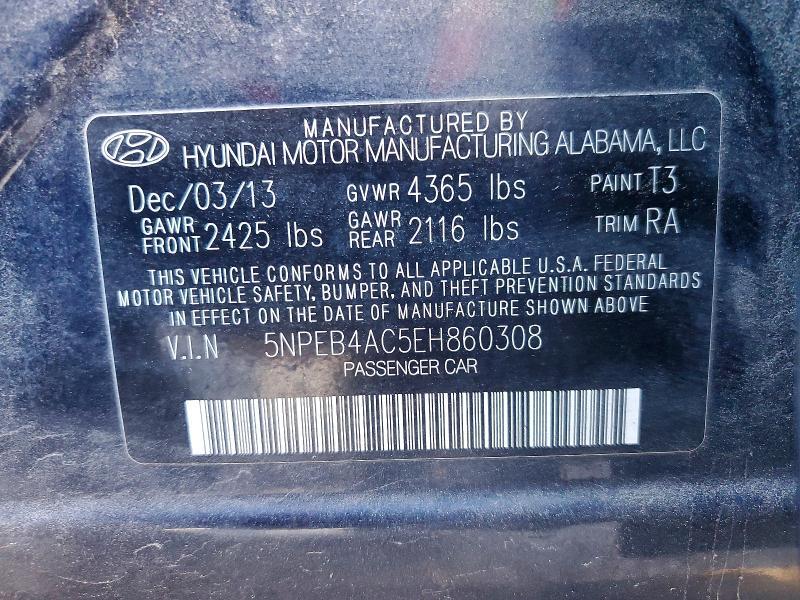 MANUFACTURED BY
HYUNDAI MOTOR MANUFACTURING ALABAMA, LLC
Dec/03/13 GVWR 4365 lbs PAINT T3
GAWR FRONT 2425 lbs GAWR REAR 2116 lbs TRIM RA
THIS VEHICLE CONFORMS TO ALL APPLICABLE U.S.A. FEDERAL
MOTOR VEHICLE SAFETY, BUMPER, AND THEFT PREVENTION STANDARDS
IN EFFECT ON THE DATE OF MANUFACTURE SHOWN ABOVE
V.I.N 5NPEB4AC5EH860308
PASSENGER CAR